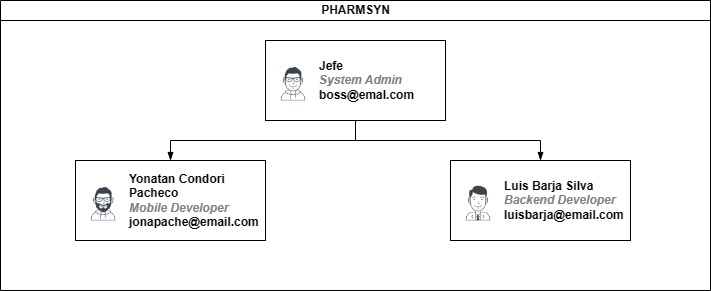 PHARMSYN
Jefe
System Admin
boss@emal.com
Yonatan Condori
Pacheco
Mobile Developer
jonapache@email.com
Luis Barja Silva
Backend Developer
luisbarja@email.com